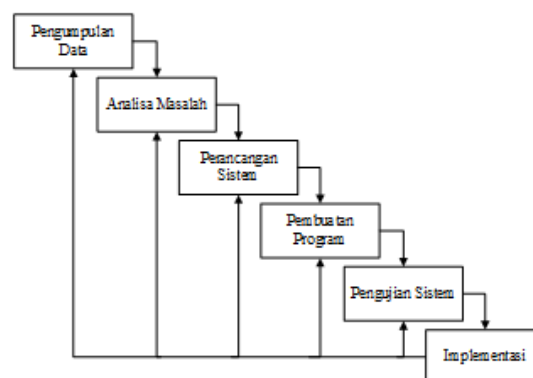 Pengumpulan
Data
Analisa Masalah
Perancangan
Sistem
Pembuatan
Program
Pengujian Sistem
Implementasi